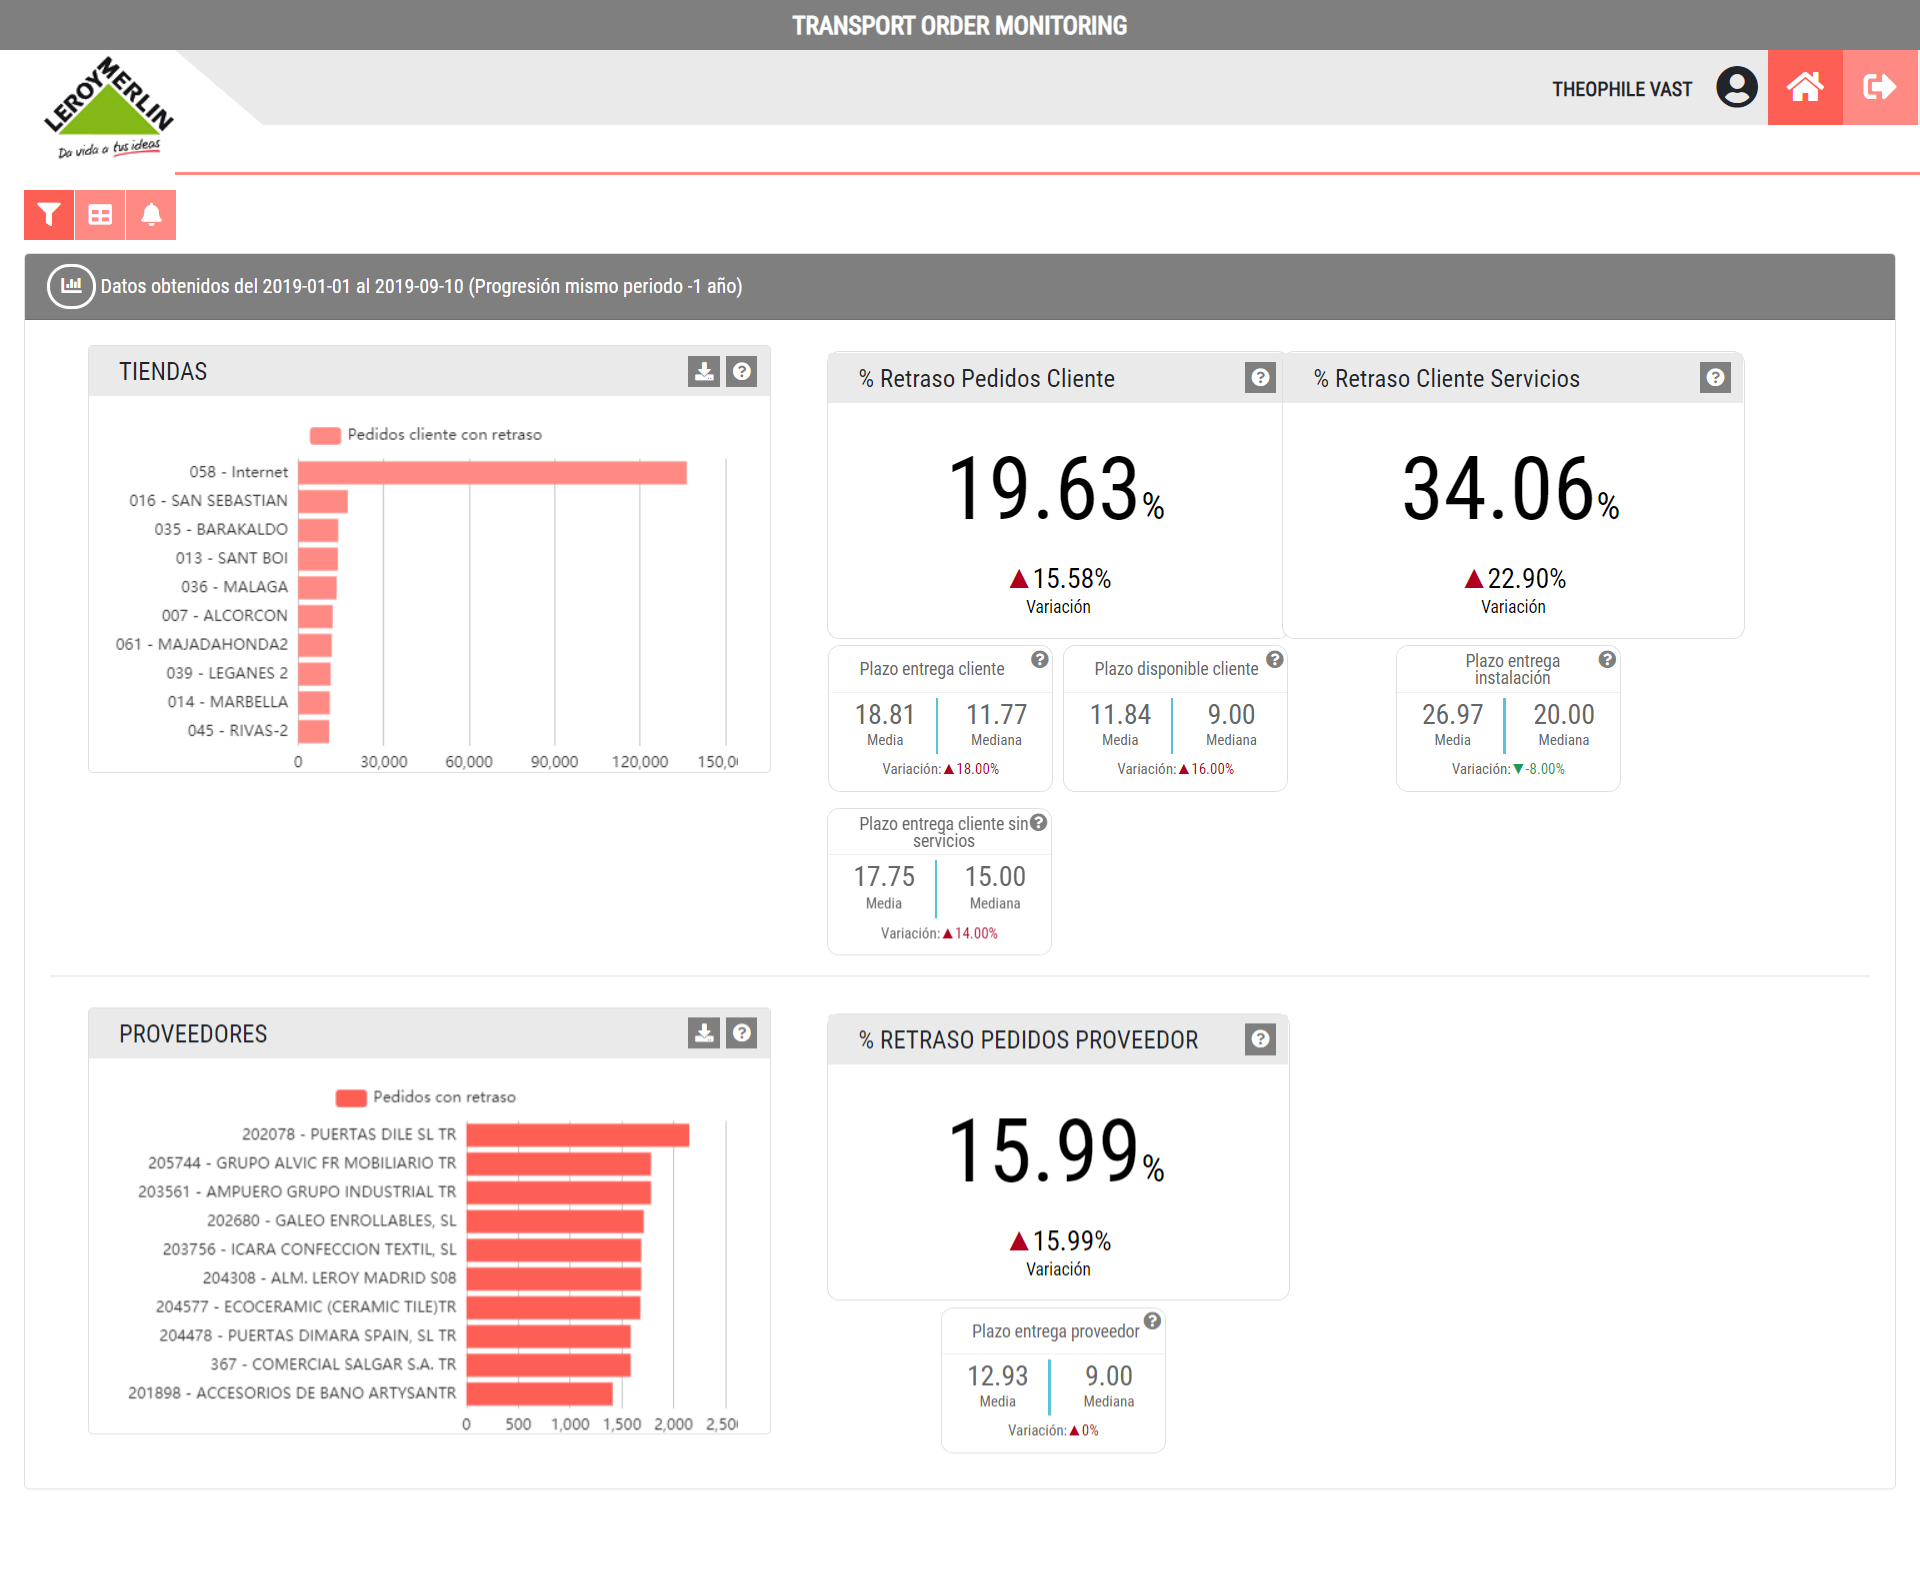 TRANSPORT ORDER MONITORING
LEROY MERLIN
Da vida a tus ideas
THEOPHILE VAST
Datos obtenidos del 2019-01-01 al 2019-09-10 (Progresión mismo periodo -1 año)
TIENDAS
Pedidos cliente con retraso
058 - Internet
016 - SAN SEBASTIAN
035 - BARAKALDO
013 - SANT BOI
036 - MALAGA
007 - ALCORCON
061 - MAJADAHONDA2
039 - LEGANES 2
014 - MARBELLA
045 - RIVAS-2
0 30,000 60,000 90,000 120,000 150,0
% Retraso Pedidos Cliente
19.63%
15.58%
Variación
% Retraso Cliente Servicios
34.06%
22.90%
Variación
Plazo entrega cliente
18.81 11.77
Media Mediana
Variación: 18.00%
Plazo disponible cliente
11.84 9.00
Media Mediana
Variación: 16.00%
Plazo entrega
instalación
26.97 20.00
Media Mediana
Variación: -8.00%
Plazo entrega cliente sin
servicios
17.75 15.00
Media Mediana
Variación: 14.00%
PROVEEDORES
Pedidos con retraso
202078 - PUERTAS DILE SL TR
205744 - GRUPO ALVIC FR MOBILIARIO TR
203561 - AMPUERO GRUPO INDUSTRIAL TR
202680 - GALEO ENROLLABLES, SL
203756 - ICARA CONFECCION TEXTIL, SL
204308 - ALM. LEROY MADRID S08
204577 - ECOCERAMIC (CERAMIC TILE)TR
204478 - PUERTAS DIMARA SPAIN, SL TR
367 - COMERCIAL SALGAR S.A. TR
201898 - ACCESORIOS DE BANO ARTYSANTR
0 500 1,000 1,500 2,000 2,50
% RETRASO PEDIDOS PROVEEDOR
15.99%
15.99%
Variación
Plazo entrega proveedor
12.93 9.00
Media Mediana
Variación: 0%